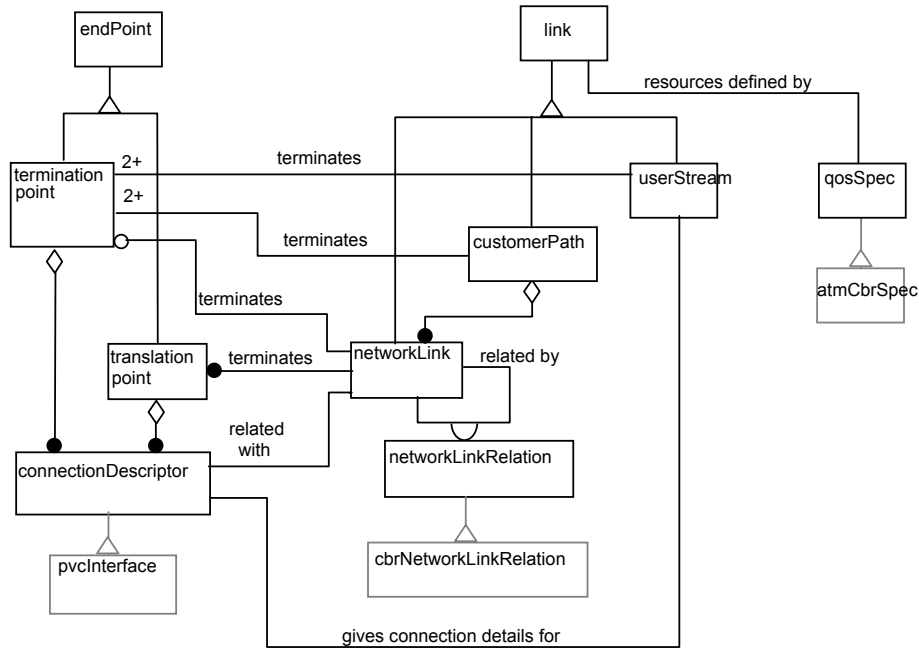 endPoint
link
resources defined by
2+
terminates
termination
point
userStream
qosSpec
2+
terminates
customerPath
atmCbrSpec
terminates
translation
point
terminates
networkLink
related by
related
with
connectionDescriptor
networkLinkRelation
pvcInterface
cbrNetworkLinkRelation
gives connection details for